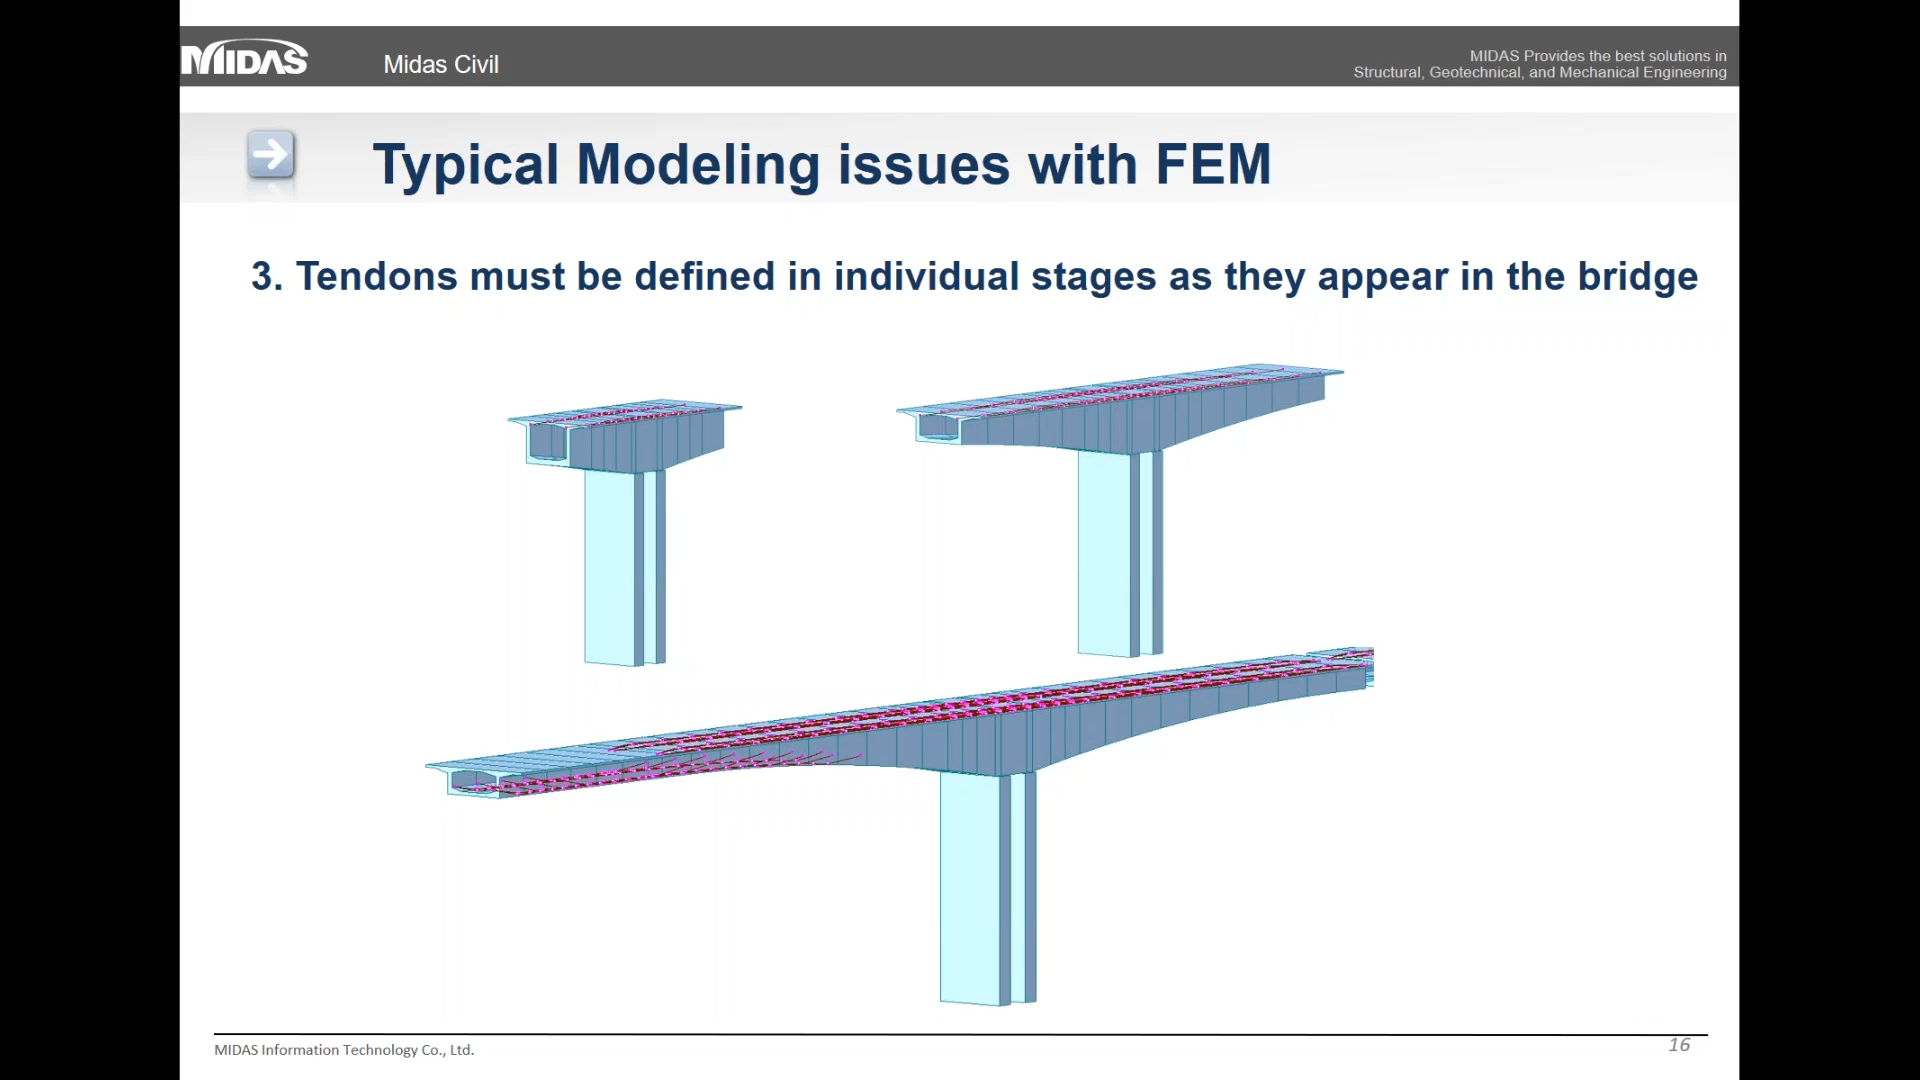 MIDAS
Midas Civil
MIDAS Provides the best solutions in
Structural, Geotechnical, and Mechanical Engineering
Typical Modeling issues with FEM
3. Tendons must be defined in individual stages as they appear in the bridge
MIDAS Information Technology Co., Ltd.
16